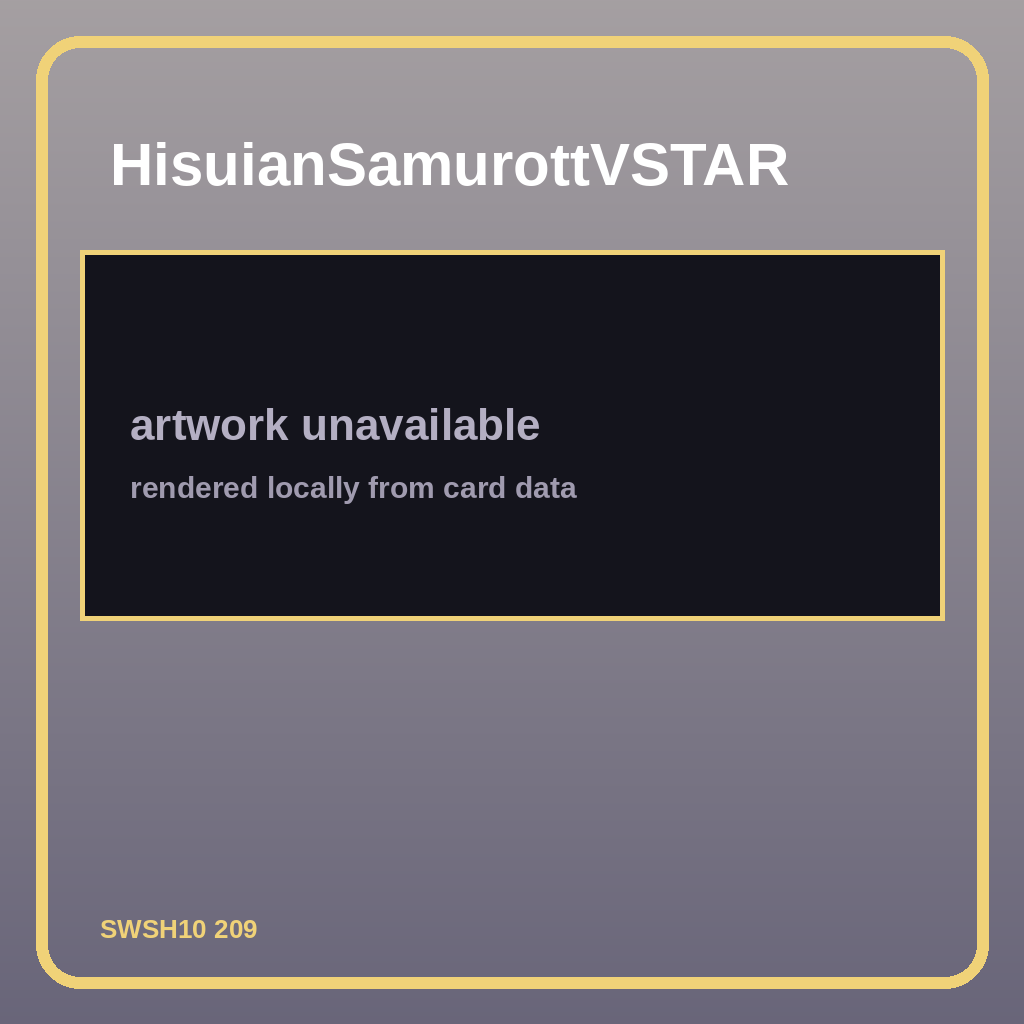 HisuianSamurottVSTAR
artwork unavailable
rendered locally from card data
SWSH10 209